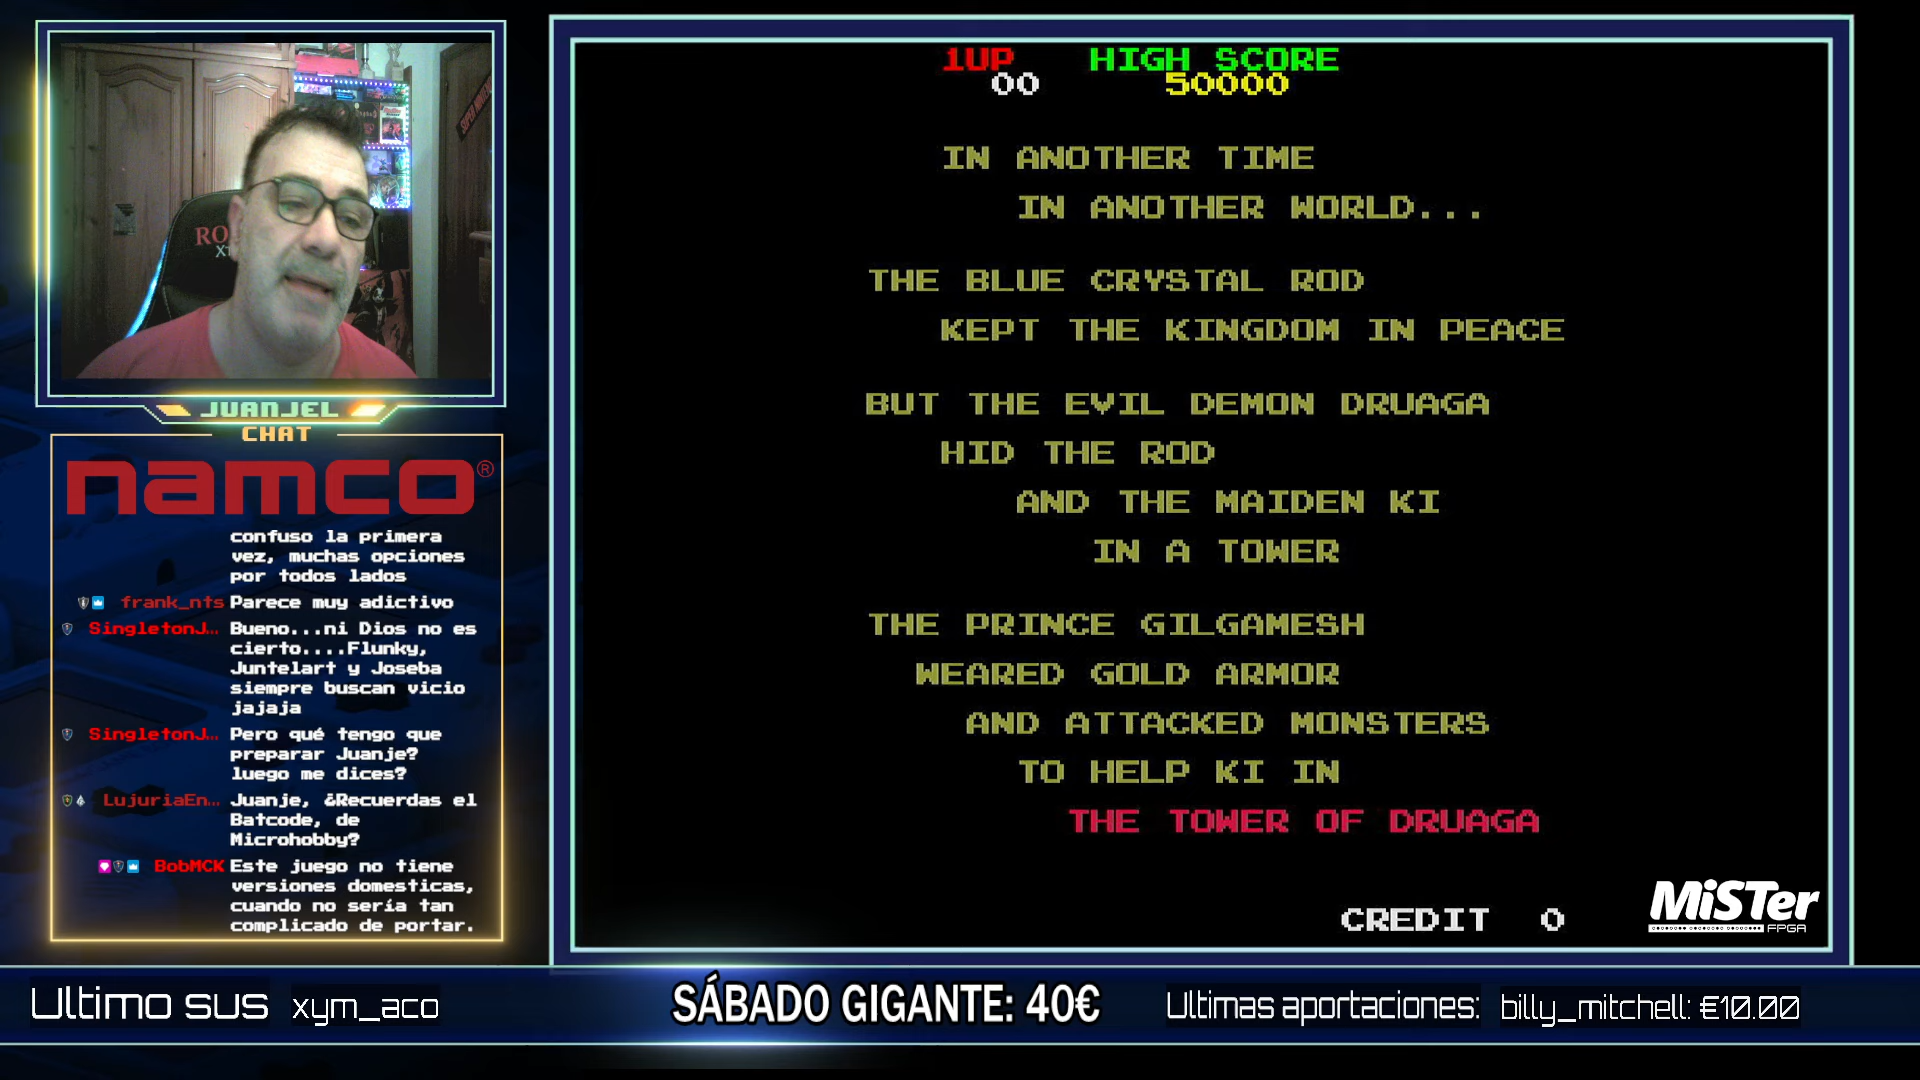 1UP HIGH SCORE
00 50000
IN ANOTHER TIME
IN ANOTHER WORLD...
THE BLUE CRYSTAL ROD
KEPT THE KINGDOM IN PEACE
BUT THE EVIL DEMON DRUAGA
HID THE ROD
AND THE MAIDEN KI
IN A TOWER
THE PRINCE GILGAMESH
WEARED GOLD ARMOR
AND ATTACKED MONSTERS
TO HELP KI IN
THE TOWER OF DRUAGA
CREDIT 0
MiSTer
FPGA
JUANJEL
CHAT
namco®
confuso la primera
vez, muchas opciones
por todos lados
frank_nts Parece muy adictivo
SingletonJ... Bueno...ni Dios no es
cierto....Flunky,
Juntelart y Joseba
siempre buscan vicio
jajaja
SingletonJ... Pero qué tengo que
preparar Juanje?
luego me dices?
LujuriaEn... Juanje, ¿Recuerdas el
Batcode, de
Microhobby?
BobMCK Este juego no tiene
versiones domesticas,
cuando no sería tan
complicado de portar.
Ultimo sus xym_aco
SÁBADO GIGANTE: 40€
Ultimas aportaciones: billy_mitchell: €10.00